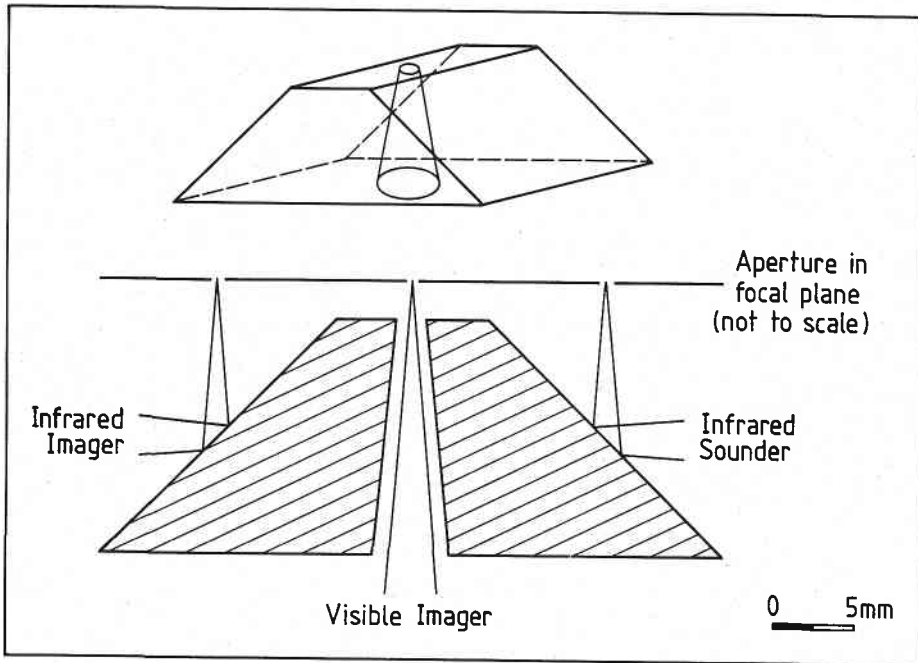 Aperture in
focal plane
(not to scale)
Infrared
Imager
Infrared
Sounder
Visible Imager
0 5mm